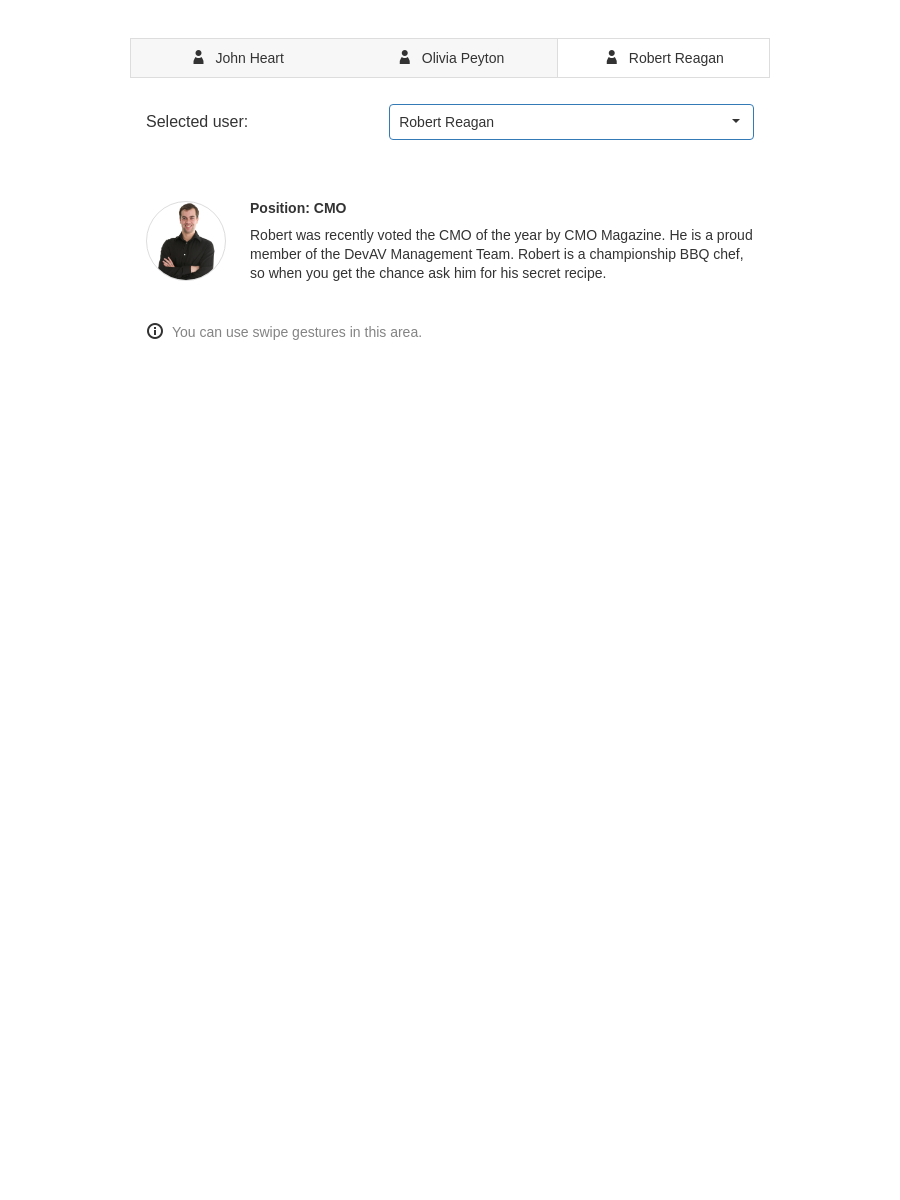 John Heart
Olivia Peyton
Robert Reagan
Selected user:
Robert Reagan
Position: CMO
Robert was recently voted the CMO of the year by CMO Magazine. He is a proud
member of the DevAV Management Team. Robert is a championship BBQ chef,
so when you get the chance ask him for his secret recipe.
You can use swipe gestures in this area.